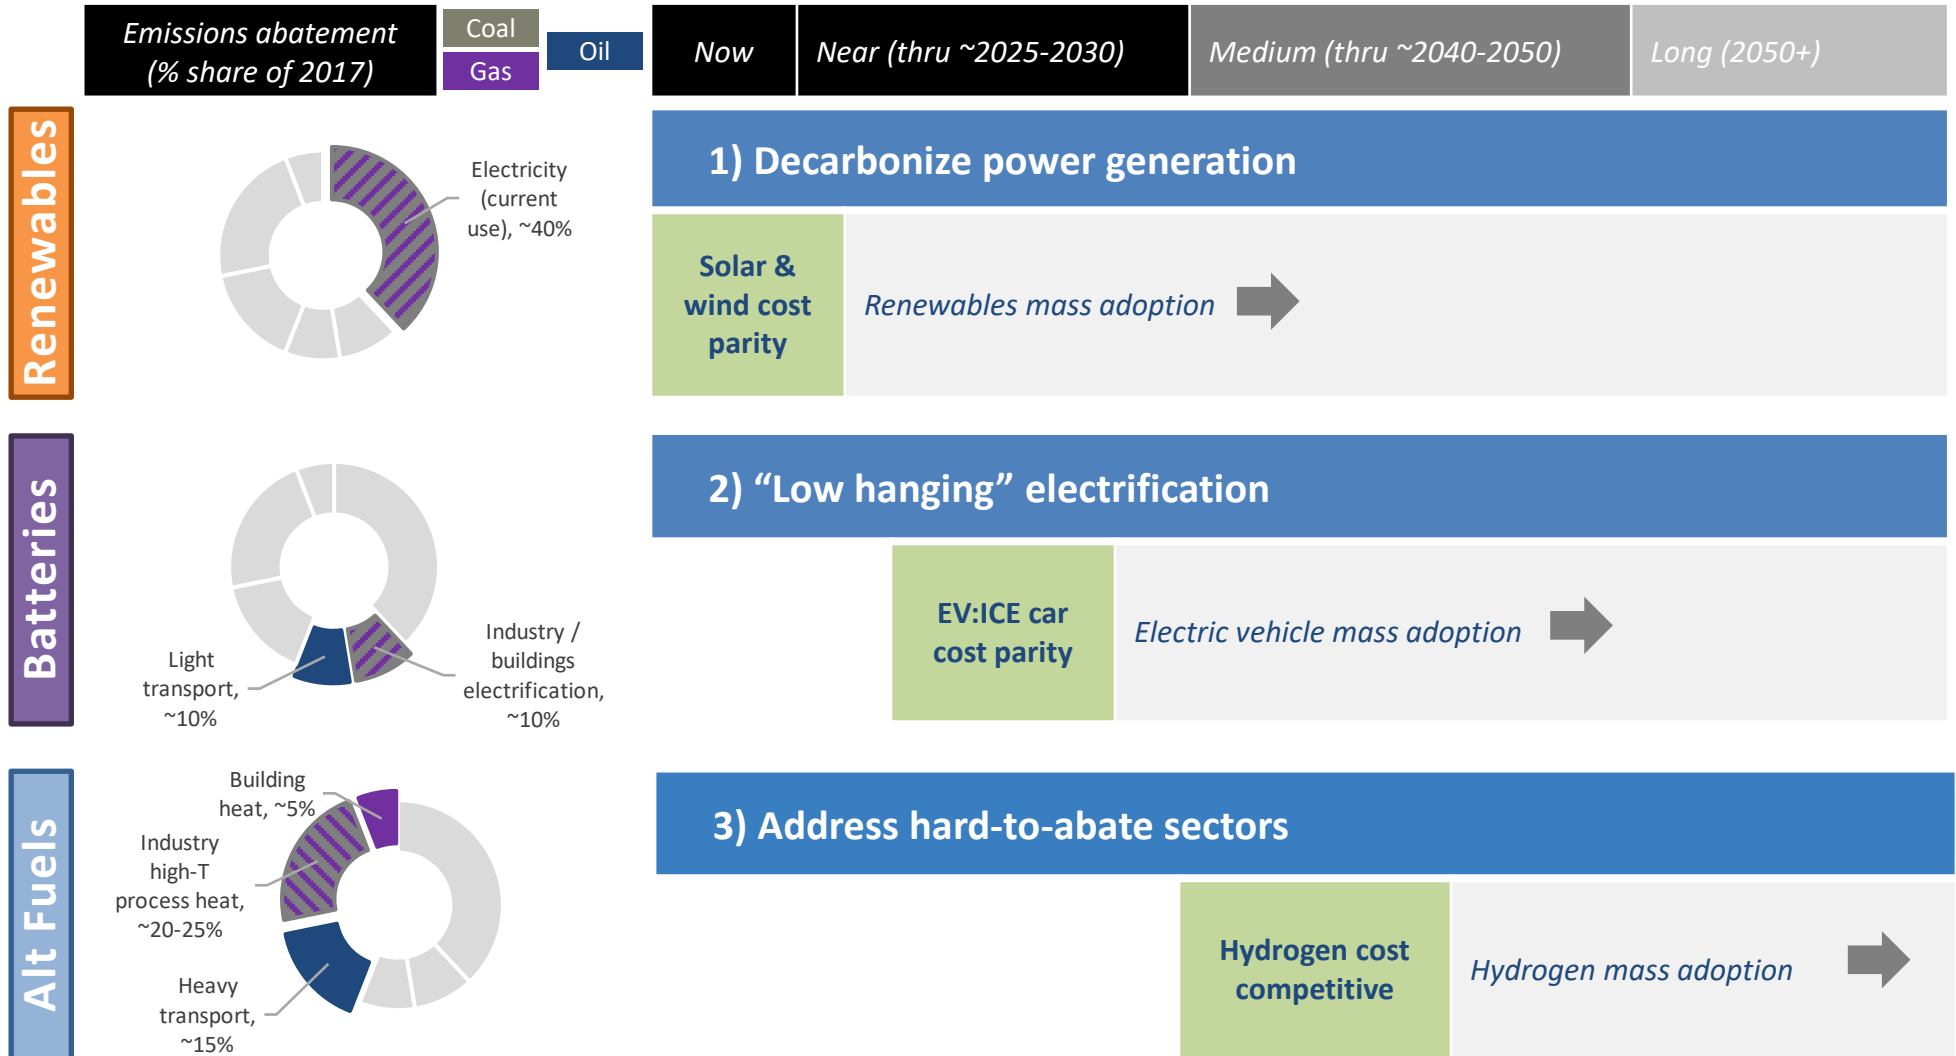 Emissions abatement
(% share of 2017)
Coal
Gas
Oil
Now
Near (thru ~2025-2030)
Medium (thru ~2040-2050)
Long (2050+)
Renewables
Electricity
(current
use), ~40%
1) Decarbonize power generation
Solar &
wind cost
parity
Renewables mass adoption
Batteries
Light
transport,
~10%
Industry /
buildings
electrification,
~10%
2) “Low hanging” electrification
EV:ICE car
cost parity
Electric vehicle mass adoption
Alt Fuels
Building
heat, ~5%
Industry
high-T
process heat,
~20-25%
Heavy
transport,
~15%
3) Address hard-to-abate sectors
Hydrogen cost
competitive
Hydrogen mass adoption